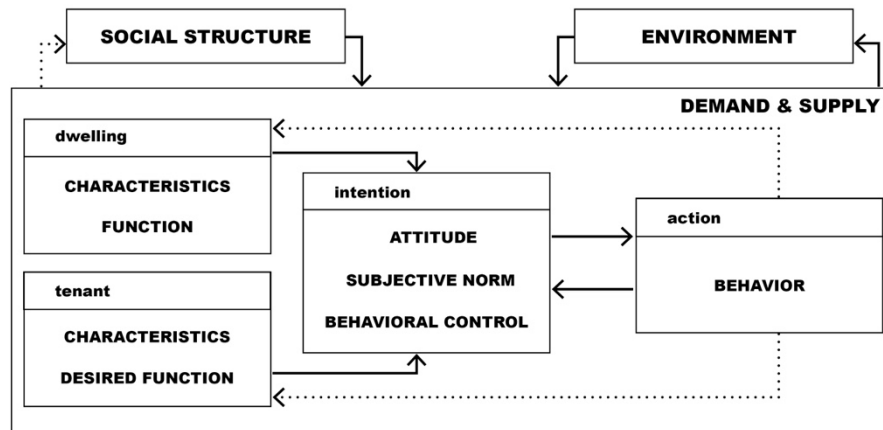 SOCIAL STRUCTURE
ENVIRONMENT
DEMAND & SUPPLY
dwelling
CHARACTERISTICS
FUNCTION
tenant
CHARACTERISTICS
DESIRED FUNCTION
intention
ATTITUDE
SUBJECTIVE NORM
BEHAVIORAL CONTROL
action
BEHAVIOR